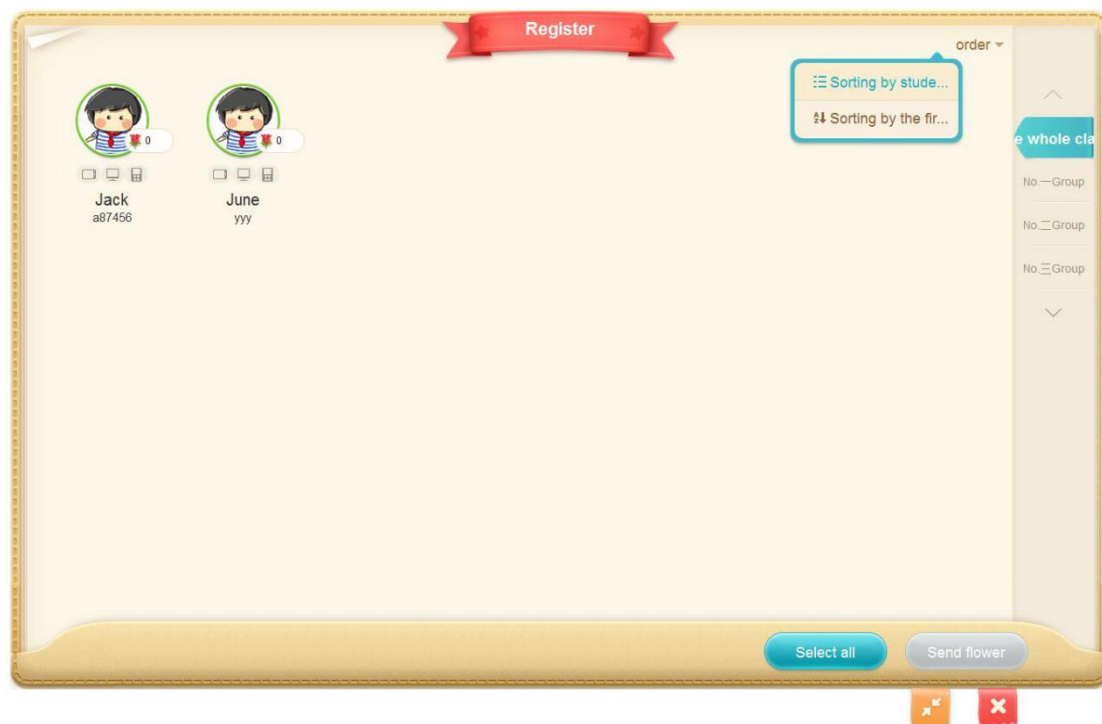 Register
order
Sorting by stude...
Sorting by the fir...
e whole cla
No.一Group
No.二Group
No.三Group
0
0
Jack
a87456
June
yyy
Select all
Send flower